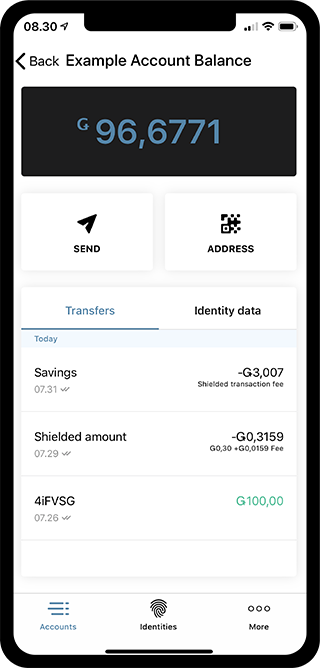 08.30
Back Example Account Balance
G 96,6771
SEND
ADDRESS
Transfers
Identity data
Today
Savings
-G3,007
07.31
Shielded transaction fee
Shielded amount
-G0,3159
07.29
G0,30 +G0,0159 Fee
4iFVSG
G100,00
07.26
Accounts
Identities
More